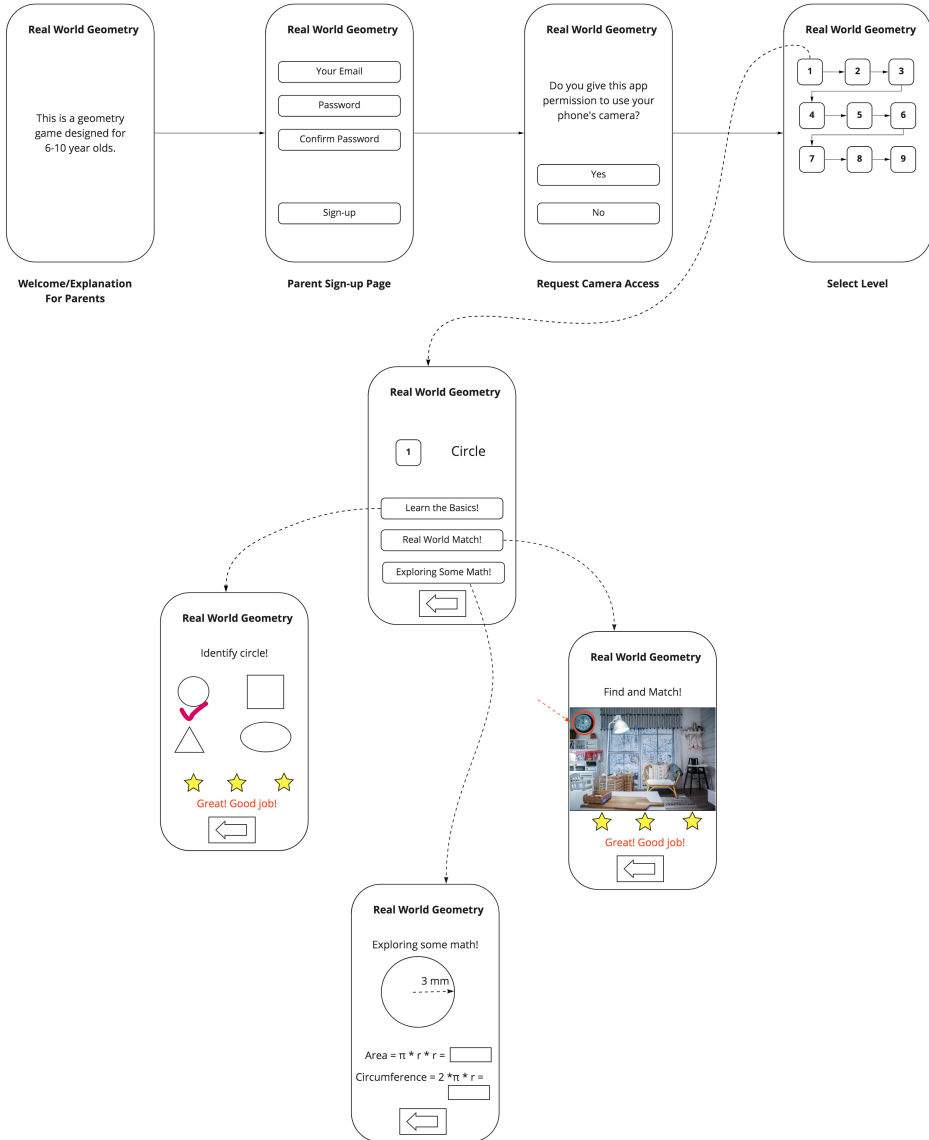 Real World Geometry
This is a geometry
game designed for
6-10 year olds.
Welcome/Explanation
For Parents
Real World Geometry
Your Email
Password
Confirm Password
Sign-up
Parent Sign-up Page
Real World Geometry
Do you give this app
permission to use your
phone's camera?
Yes
No
Request Camera Access
Real World Geometry
1 2 3
4 5 6
7 8 9
Select Level
Real World Geometry
1 Circle
Learn the Basics!
Real World Match!
Exploring Some Math!
Real World Geometry
Identify circle!
Great! Good job!
Real World Geometry
Find and Match!
Great! Good job!
Real World Geometry
Exploring some math!
3 mm
Area = π * r * r =
Circumference = 2 *π * r =